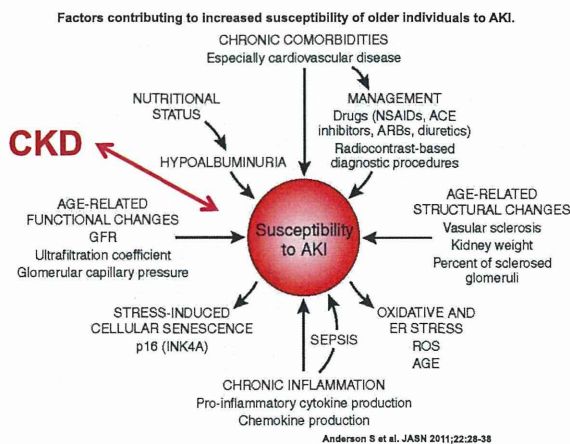 Factors contributing to increased susceptibility of older individuals to AKI.
CHRONIC COMORBIDITIES
Especially cardiovascular disease
NUTRITIONAL
STATUS
MANAGEMENT
Drugs (NSAIDs, ACE
inhibitors, ARBs, diuretics)
Radiocontrast-based
diagnostic procedures
CKD
HYPOALBUMINURIA
AGE-RELATED
FUNCTIONAL CHANGES
GFR
Ultrafiltration coefficient
Glomerular capillary pressure
Susceptibility
to AKI
AGE-RELATED
STRUCTURAL CHANGES
Vasular sclerosis
Kidney weight
Percent of sclerosed
glomeruli
STRESS-INDUCED
CELLULAR SENESCENCE
p16 (INK4A)
SEPSIS
OXIDATIVE AND
ER STRESS
ROS
AGE
CHRONIC INFLAMMATION
Pro-inflammatory cytokine production
Chemokine production
Anderson S et al. JASN 2011;22:28-38